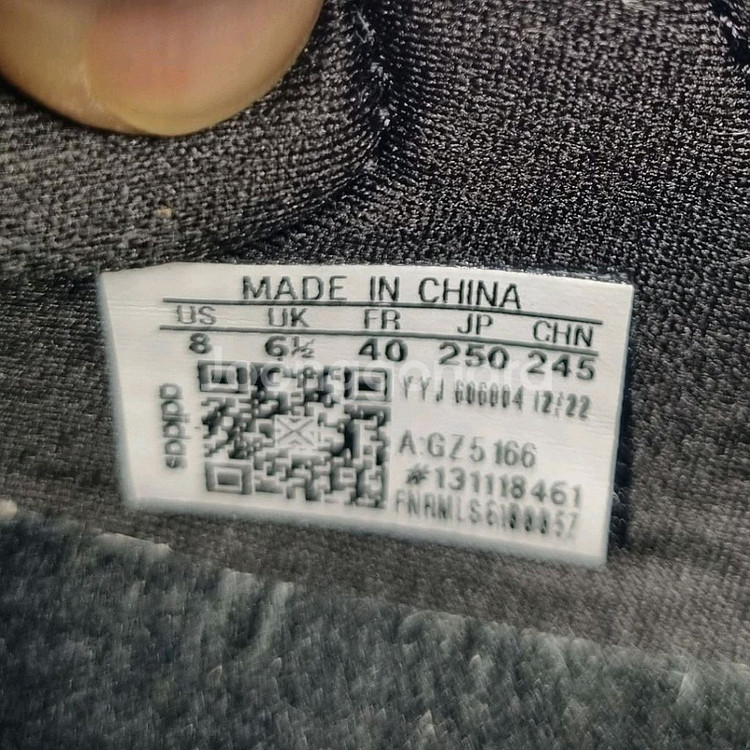 MADE IN CHINA
US UK FR JP CHN
8 6½ 40 250 245
adidas
YYJ 606004 12/22
A:GZ5166
#131118461